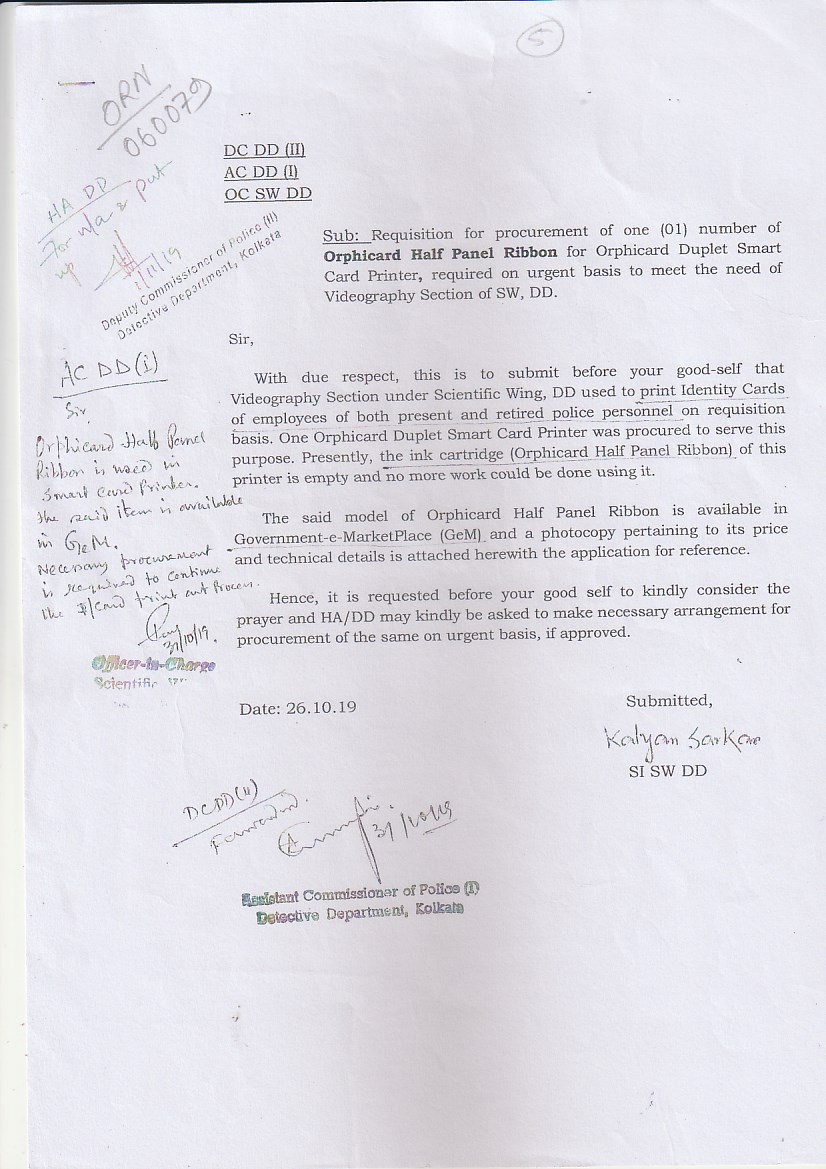 5
ORN
060079
HA DD
For n/a & put
up
1/11/19
Deputy Commissioner of Police (II)
Detective Department, Kolkata
DC DD (II)
AC DD (I)
OC SW DD
Sub: Requisition for procurement of one (01) number of
Orphicard Half Panel Ribbon for Orphicard Duplet Smart
Card Printer, required on urgent basis to meet the need of
Videography Section of SW, DD.
Sir,
With due respect, this is to submit before your good-self that
Videography Section under Scientific Wing, DD used to print Identity Cards
of employees of both present and retired police personnel on requisition
basis. One Orphicard Duplet Smart Card Printer was procured to serve this
purpose. Presently, the ink cartridge (Orphicard Half Panel Ribbon) of this
printer is empty and no more work could be done using it.
The said model of Orphicard Half Panel Ribbon is available in
Government-e-MarketPlace (GeM) and a photocopy pertaining to its price
and technical details is attached herewith the application for reference.
Hence, it is requested before your good self to kindly consider the
prayer and HA/DD may kindly be asked to make necessary arrangement for
procurement of the same on urgent basis, if approved.
AC DD(i)
Sir,
Orphicard Half Panel
Ribbon is used in
Smart Card Printer.
The said item is available
in GeM.
Necessary procurement
is required to continue
the I/Card print out Process.
31/10/19.
Officer-in-Charge
Scientific
Date: 26.10.19
Submitted,
Kalyan Sarkar
SI SW DD
DC DD(II)
Forwarded.
31/10/19
Assistant Commissioner of Police (I)
Detective Department, Kolkata